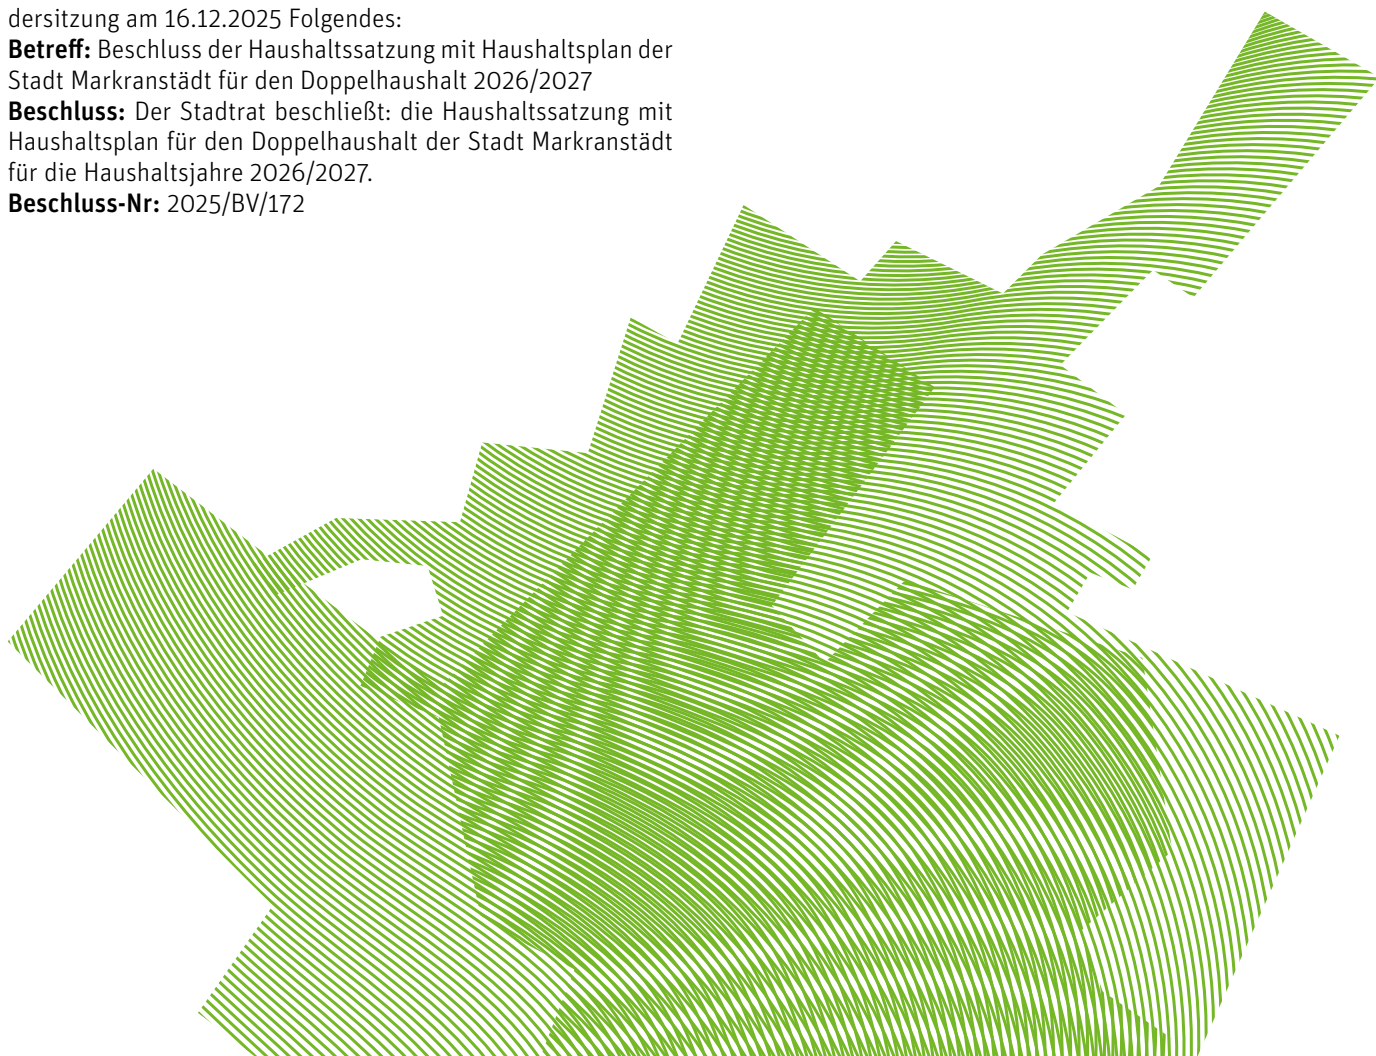 dersitzung am 16.12.2025 Folgendes:
Betreff: Beschluss der Haushaltssatzung mit Haushaltsplan der
Stadt Markranstädt für den Doppelhaushalt 2026/2027
Beschluss: Der Stadtrat beschließt: die Haushaltssatzung mit
Haushaltsplan für den Doppelhaushalt der Stadt Markranstädt
für die Haushaltsjahre 2026/2027.
Beschluss-Nr: 2025/BV/172